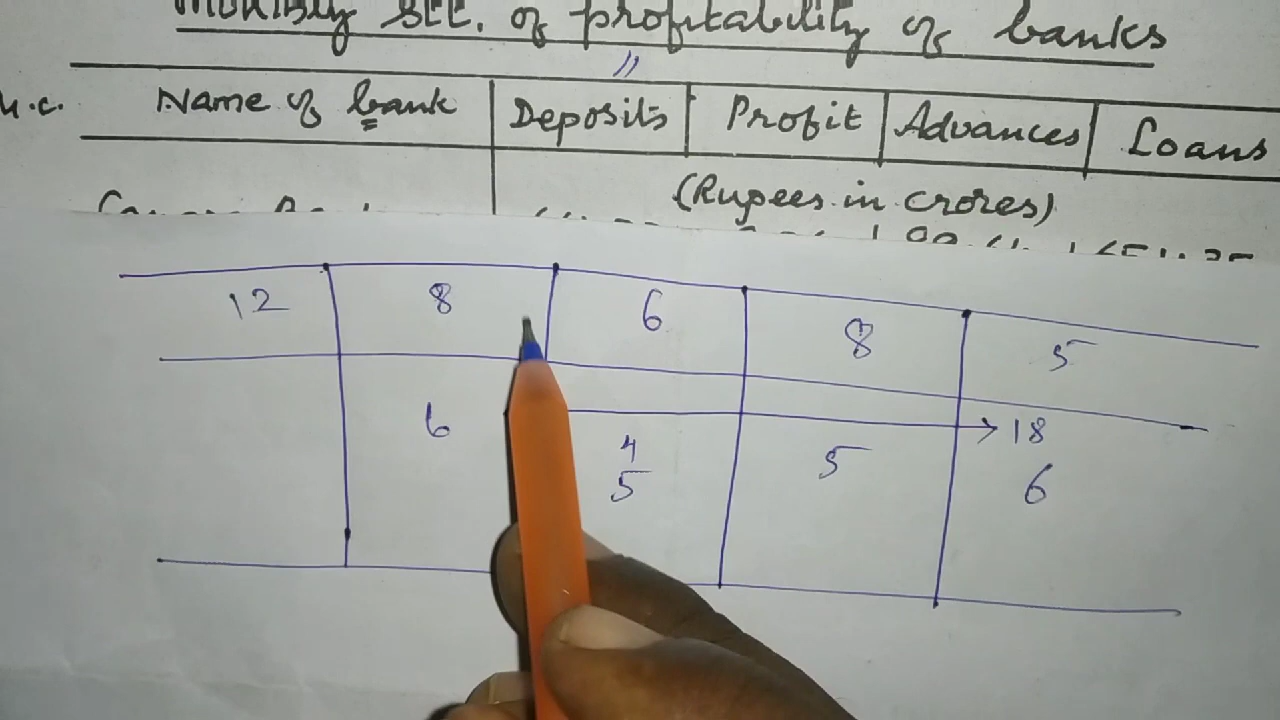 Monthly stt. of profitability of banks
u.c. Name of bank Deposits Profit Advances Loans
(Rupees in crores)
12 8 6 8 5
6 4 → 18
5 5 6